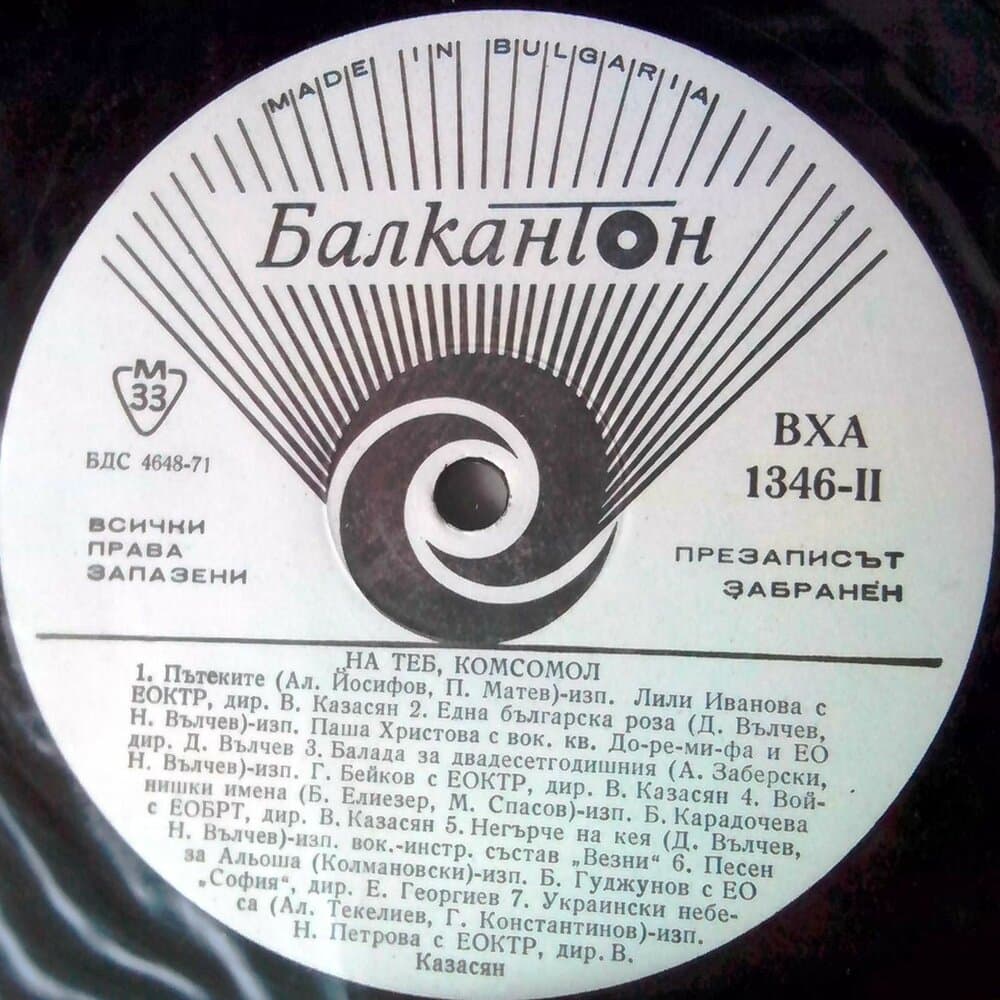 MADE IN BULGARIA
Балкантон
М
33
БДС 4648-71
ВСИЧКИ
ПРАВА
ЗАПАЗЕНИ
ВХА
1346-II
ПРЕЗАПИСЪТ
ЗАБРАНЕН
НА ТЕБ, КОМСОМОЛ
1. Пътеките (Ал. Йосифов, П. Матев)-изп. Лили Иванова с
ЕОКТР, дир. В. Казасян 2. Една българска роза (Д. Вълчев,
Н. Вълчев)-изп. Паша Христова с вок. кв. До-ре-ми-фа и ЕО
дир. Д. Вълчев 3. Балада за двадесетгодишния (А. Заберски,
Н. Вълчев)-изп. Г. Бейков с ЕОКТР, дир. В. Казасян 4. Вой-
нишки имена (Б. Елиезер, М. Спасов)-изп. Б. Карадочева
с ЕОБРТ, дир. В. Казасян 5. Негърче на кея (Д. Вълчев,
Н. Вълчев)-изп. вок.-инстр. състав „Везни“ 6. Песен
за Альоша (Колмановски)-изп. Б. Гуджунов с ЕО
„София“, дир. Е. Георгиев 7. Украински небе-
са (Ал. Текелиев, Г. Константинов)-изп.
Н. Петрова с ЕОКТР, дир. В.
Казасян